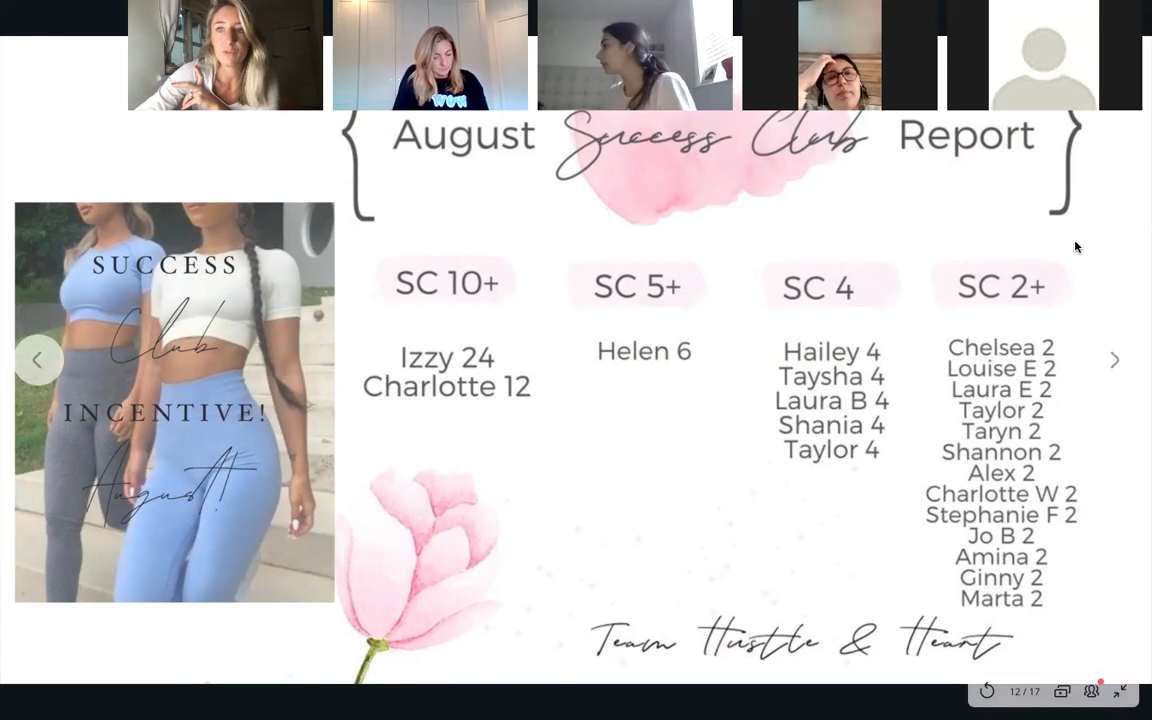 WOW
August Success Club Report
SUCCESS
Club
INCENTIVE!
August!
SC 10+
Izzy 24
Charlotte 12
SC 5+
Helen 6
SC 4
Hailey 4
Taysha 4
Laura B 4
Shania 4
Taylor 4
SC 2+
Chelsea 2
Louise E 2
Laura E 2
Taylor 2
Taryn 2
Shannon 2
Alex 2
Charlotte W 2
Stephanie F 2
Jo B 2
Amina 2
Ginny 2
Marta 2
Team Hustle & Heart
12 / 17